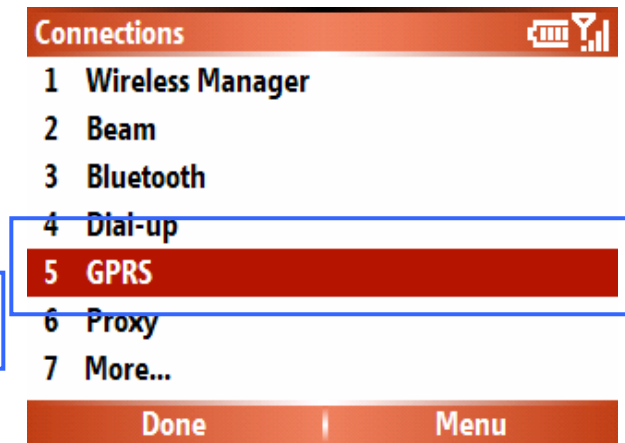 Connections
1 Wireless Manager
2 Beam
3 Bluetooth
4 Dial-up
5 GPRS
6 Proxy
7 More...
Done Menu